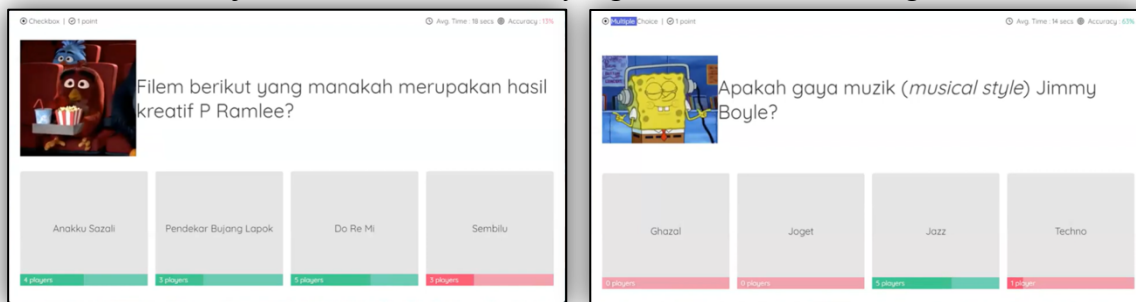 Checkbox | 1 point
Avg. Time : 18 secs Accuracy : 13%
Filem berikut yang manakah merupakan hasil
kreatif P Ramlee?
Anakku Sazali
Pendekar Bujang Lapok
Do Re Mi
Sembilu
4 players
3 players
5 players
3 players
Multiple Choice | 1 point
Avg. Time : 14 secs Accuracy : 63%
Apakah gaya muzik (musical style) Jimmy
Boyle?
Ghazal
Joget
Jazz
Techno
0 players
0 players
5 players
1 player